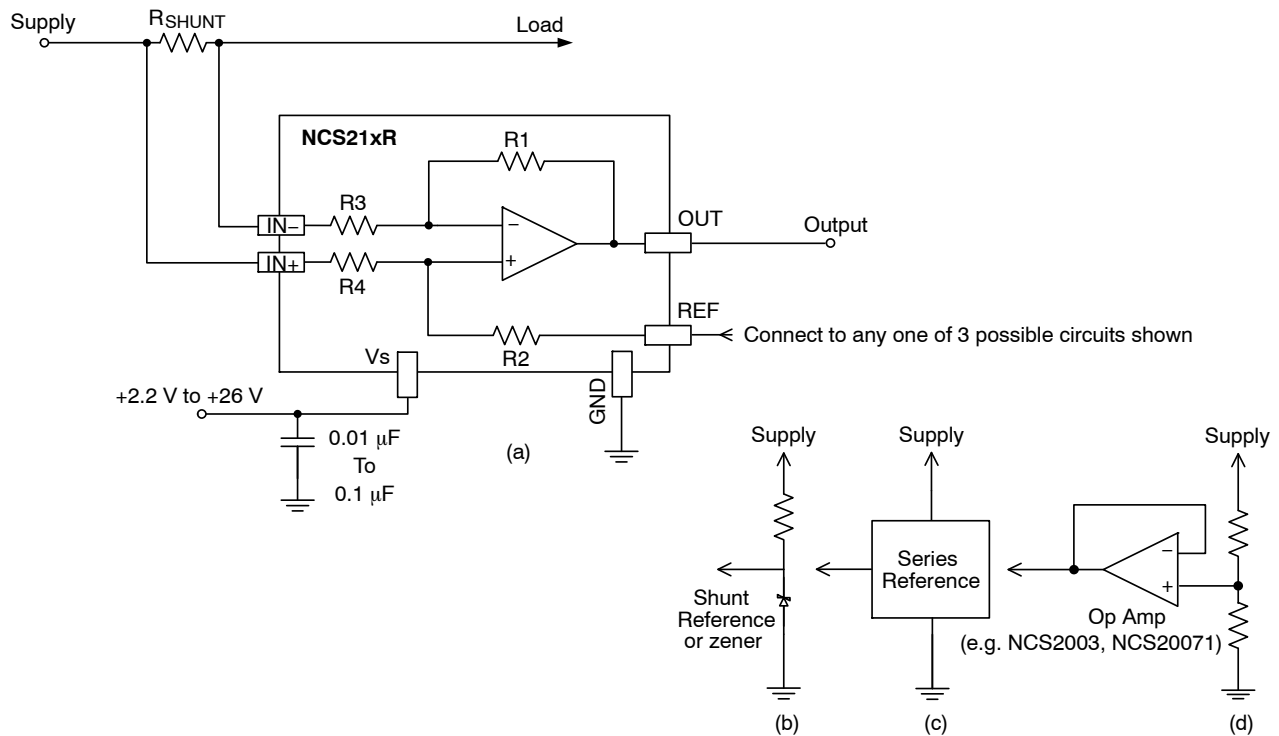 Supply
RSHUNT
Load
NCS21xR
R1
R3
IN−
−
OUT
Output
IN+
+
R4
REF
Connect to any one of 3 possible circuits shown
R2
Vs
GND
+2.2 V to +26 V
0.01 µF
To
0.1 µF
(a)
Supply
Supply
Supply
Shunt
Reference
or zener
Series
Reference
−
+
Op Amp
(e.g. NCS2003, NCS20071)
(b)
(c)
(d)